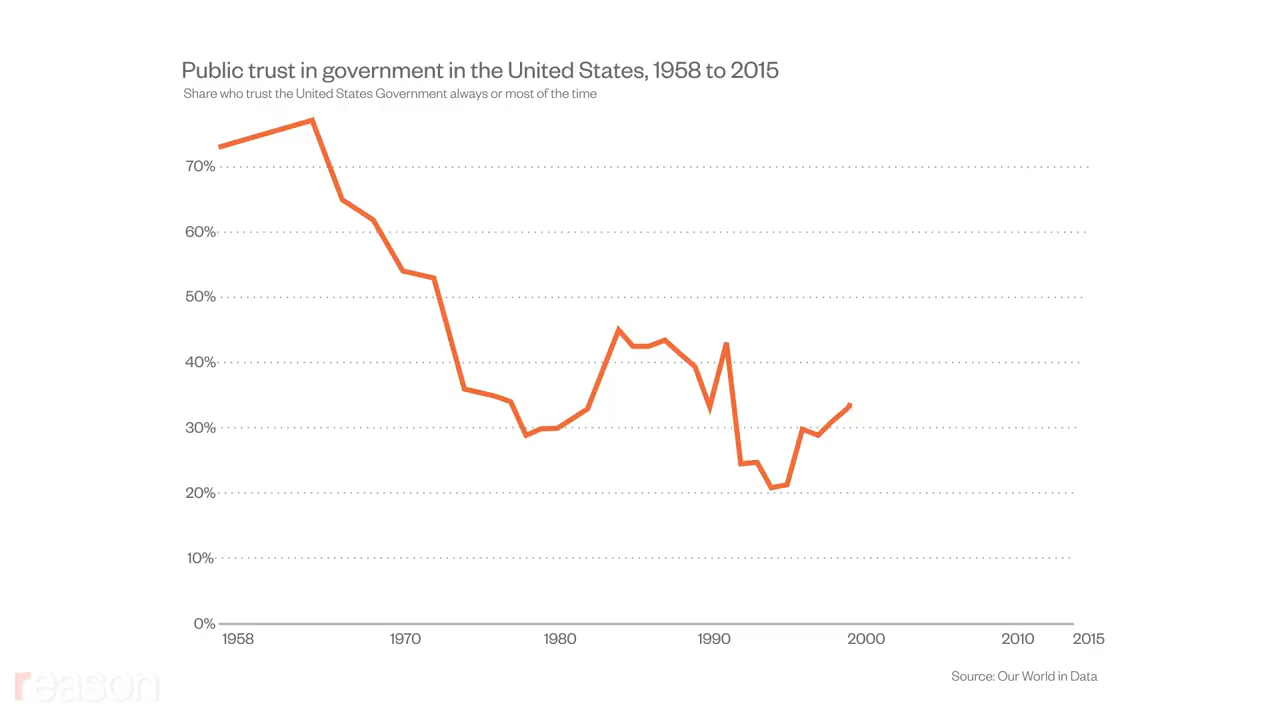 Public trust in government in the United States, 1958 to 2015
Share who trust the United States Government always or most of the time
70%
60%
50%
40%
30%
20%
10%
0%
1958 1970 1980 1990 2000 2010 2015
Source: Our World in Data
reason